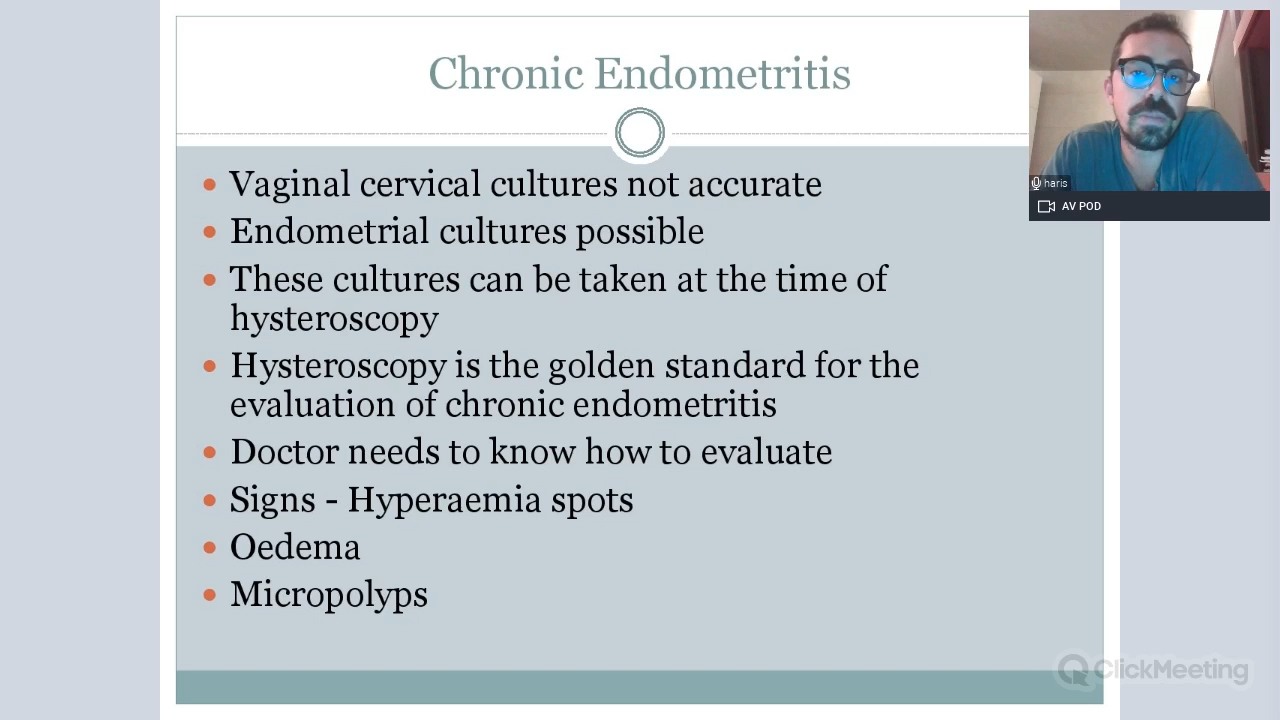 Chronic Endometritis
Vaginal cervical cultures not accurate
Endometrial cultures possible
These cultures can be taken at the time of
hysteroscopy
Hysteroscopy is the golden standard for the
evaluation of chronic endometritis
Doctor needs to know how to evaluate
Signs - Hyperaemia spots
Oedema
Micropolyps
haris
AV POD
ClickMeeting